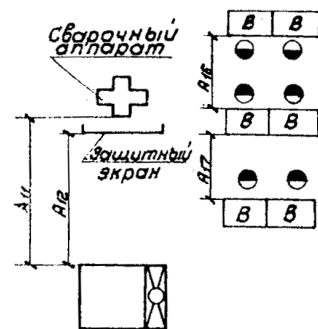 Сварочный
аппарат
В В
А16
Защитный
экран
В В
А11
А12
А17
В В